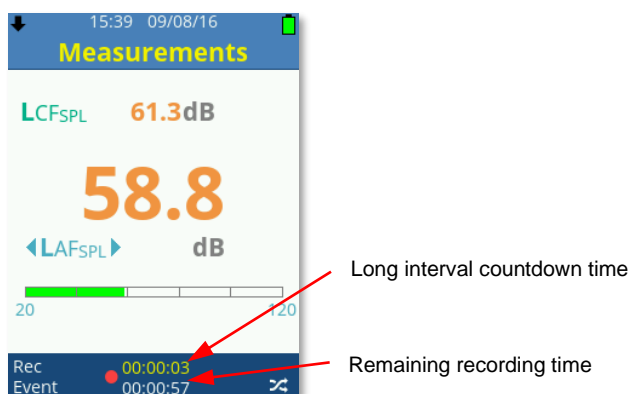 15:39 09/08/16
Measurements
LCFSPL 61.3dB
58.8
LAFSPL dB
Long interval countdown time
20 120
Rec 00:00:03
Remaining recording time
Event 00:00:57